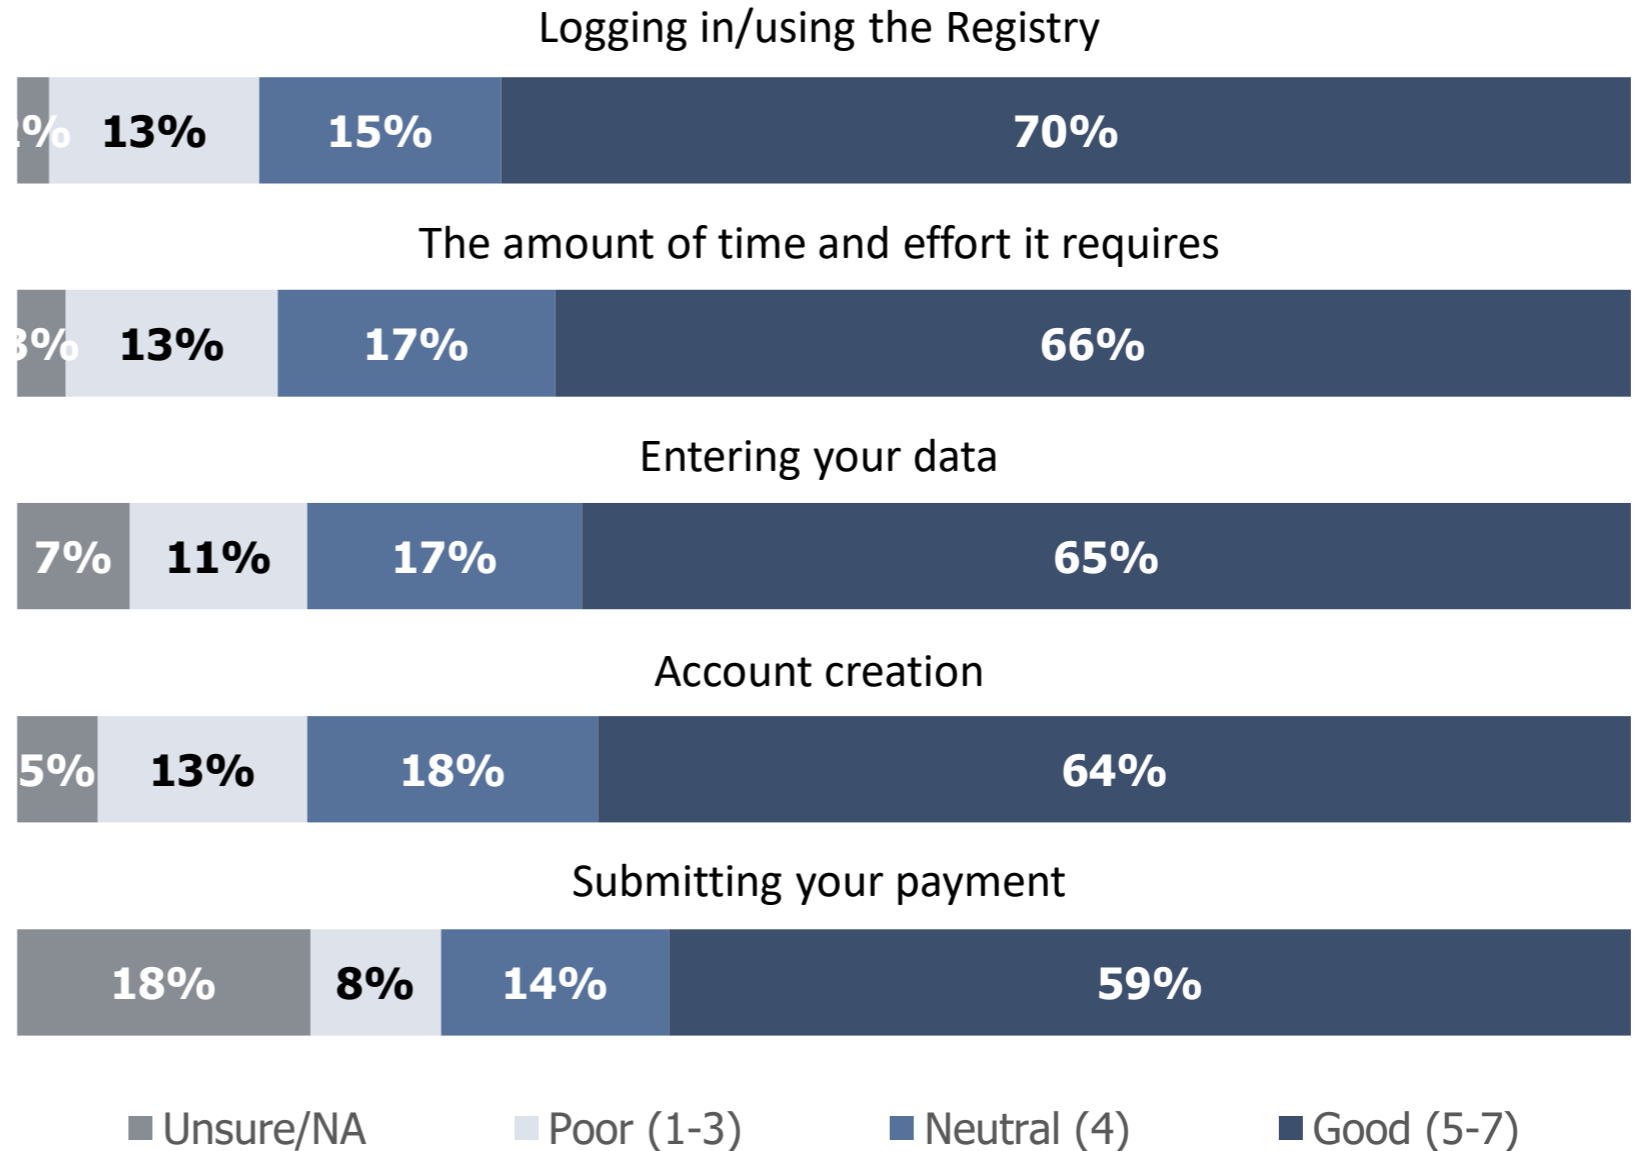 Logging in/using the Registry
2% 13% 15% 70%
The amount of time and effort it requires
3% 13% 17% 66%
Entering your data
7% 11% 17% 65%
Account creation
5% 13% 18% 64%
Submitting your payment
18% 8% 14% 59%
Unsure/NA Poor (1-3) Neutral (4) Good (5-7)